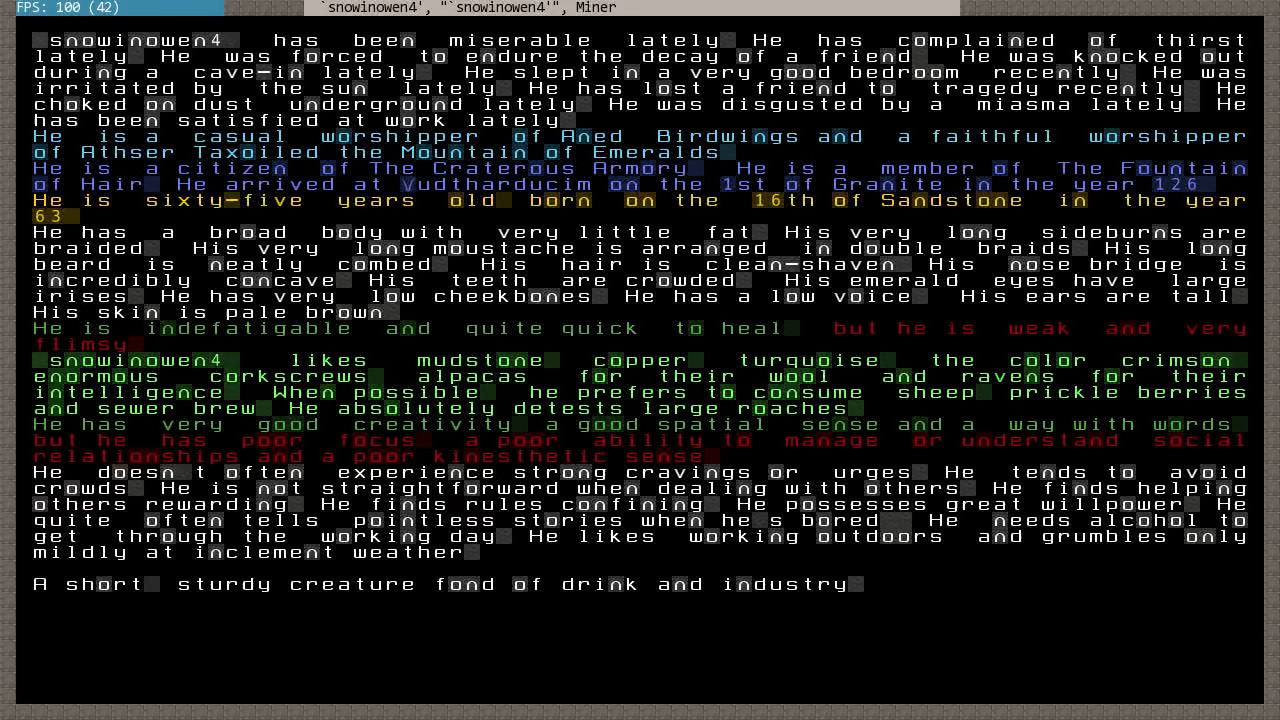 FPS: 100 (42)
`snowinowen4', "`snowinowen4'", Miner
snowinowen4 has been miserable lately He has complained of thirst
lately He was forced to endure the decay of a friend He was knocked out
during a cave-in lately He slept in a very good bedroom recently He was
irritated by the sun lately He has lost a friend to tragedy recently He
choked on dust underground lately He was disgusted by a miasma lately He
has been satisfied at work lately
He is a casual worshipper of Aned Birdwings and a faithful worshipper
of Athser Taxoiled the Mountain of Emeralds
He is a citizen of The Craterous Armory He is a member of The Fountain
of Hair He arrived at Vudtharducim on the 1st of Granite in the year 126
He is sixty-five years old born on the 16th of Sandstone in the year
63
He has a broad body with very little fat His very long sideburns are
braided His very long moustache is arranged in double braids His long
beard is neatly combed His hair is clean-shaven His nose bridge is
incredibly concave His teeth are crowded His emerald eyes have large
irises He has very low cheekbones He has a low voice His ears are tall
His skin is pale brown
He is indefatigable and quite quick to heal but he is weak and very
flimsy
snowinowen4 likes mudstone copper turquoise the color crimson
enormous corkscrews alpacas for their wool and ravens for their
intelligence When possible he prefers to consume sheep prickle berries
and sewer brew He absolutely detests large roaches
He has very good creativity a good spatial sense and a way with words
but he has poor focus a poor ability to manage or understand social
relationships and a poor kinesthetic sense
He doesn t often experience strong cravings or urges He tends to avoid
crowds He is not straightforward when dealing with others He finds helping
others rewarding He finds rules confining He possesses great willpower He
quite often tells pointless stories when he s bored He needs alcohol to
get through the working day He likes working outdoors and grumbles only
mildly at inclement weather
A short sturdy creature fond of drink and industry